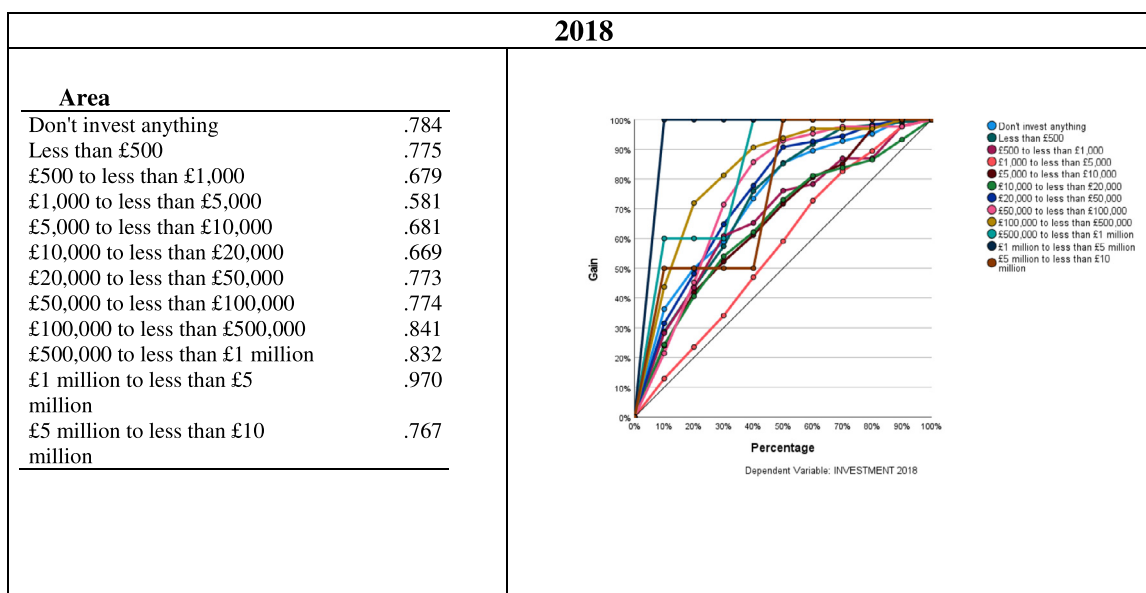 2018
Area
Don't invest anything .784
Less than £500 .775
£500 to less than £1,000 .679
£1,000 to less than £5,000 .581
£5,000 to less than £10,000 .681
£10,000 to less than £20,000 .669
£20,000 to less than £50,000 .773
£50,000 to less than £100,000 .774
£100,000 to less than £500,000 .841
£500,000 to less than £1 million .832
£1 million to less than £5 .970
million
£5 million to less than £10 .767
million
Gain
100%
90%
80%
70%
60%
50%
40%
30%
20%
10%
0%
0% 10% 20% 30% 40% 50% 60% 70% 80% 90% 100%
Percentage
Dependent Variable: INVESTMENT 2018
Don't invest anything
Less than £500
£500 to less than £1,000
£1,000 to less than £5,000
£5,000 to less than £10,000
£10,000 to less than £20,000
£20,000 to less than £50,000
£50,000 to less than £100,000
£100,000 to less than £500,000
£500,000 to less than £1 million
£1 million to less than £5 million
£5 million to less than £10
million